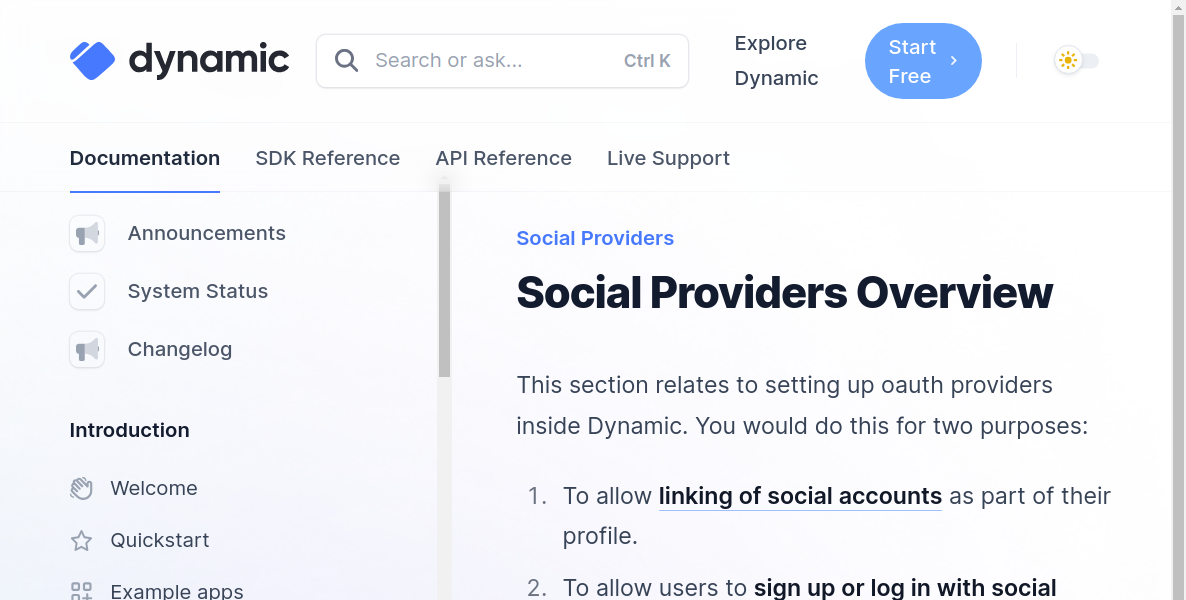 dynamic
Search or ask...
Ctrl K
Explore
Dynamic
Start
Free
Documentation
SDK Reference
API Reference
Live Support
Announcements
System Status
Changelog
Introduction
Welcome
Quickstart
Example apps
Social Providers
Social Providers Overview
This section relates to setting up oauth providers
inside Dynamic. You would do this for two purposes:
1. To allow linking of social accounts as part of their
profile.
2. To allow users to sign up or log in with social